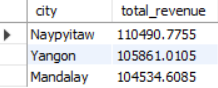 city total_revenue
Naypyitaw 110490.7755
Yangon 105861.0105
Mandalay 104534.6085